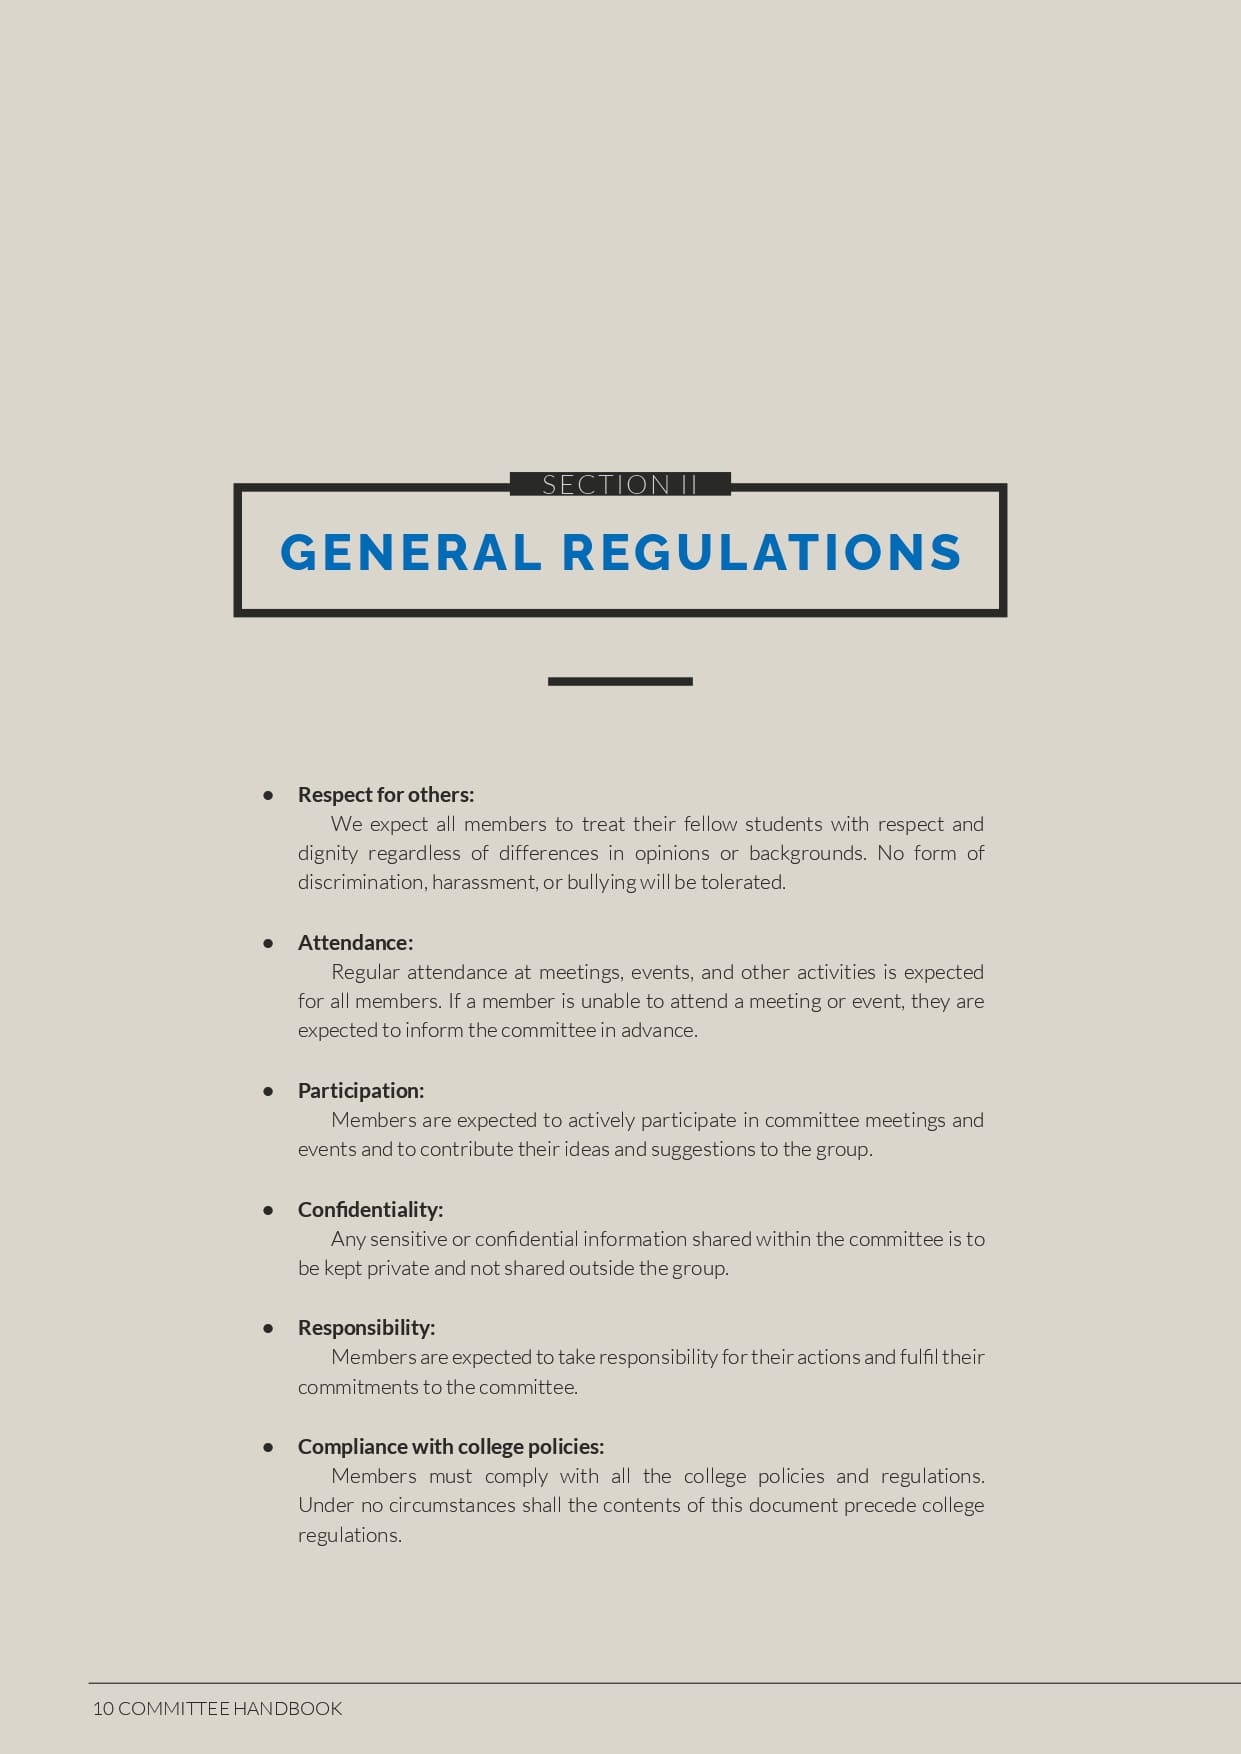 SECTION II
GENERAL REGULATIONS
● Respect for others:
We expect all members to treat their fellow students with respect and
dignity regardless of differences in opinions or backgrounds. No form of
discrimination, harassment, or bullying will be tolerated.
● Attendance:
Regular attendance at meetings, events, and other activities is expected
for all members. If a member is unable to attend a meeting or event, they are
expected to inform the committee in advance.
● Participation:
Members are expected to actively participate in committee meetings and
events and to contribute their ideas and suggestions to the group.
● Confidentiality:
Any sensitive or confidential information shared within the committee is to
be kept private and not shared outside the group.
● Responsibility:
Members are expected to take responsibility for their actions and fulfil their
commitments to the committee.
● Compliance with college policies:
Members must comply with all the college policies and regulations.
Under no circumstances shall the contents of this document precede college
regulations.
10 COMMITTEE HANDBOOK